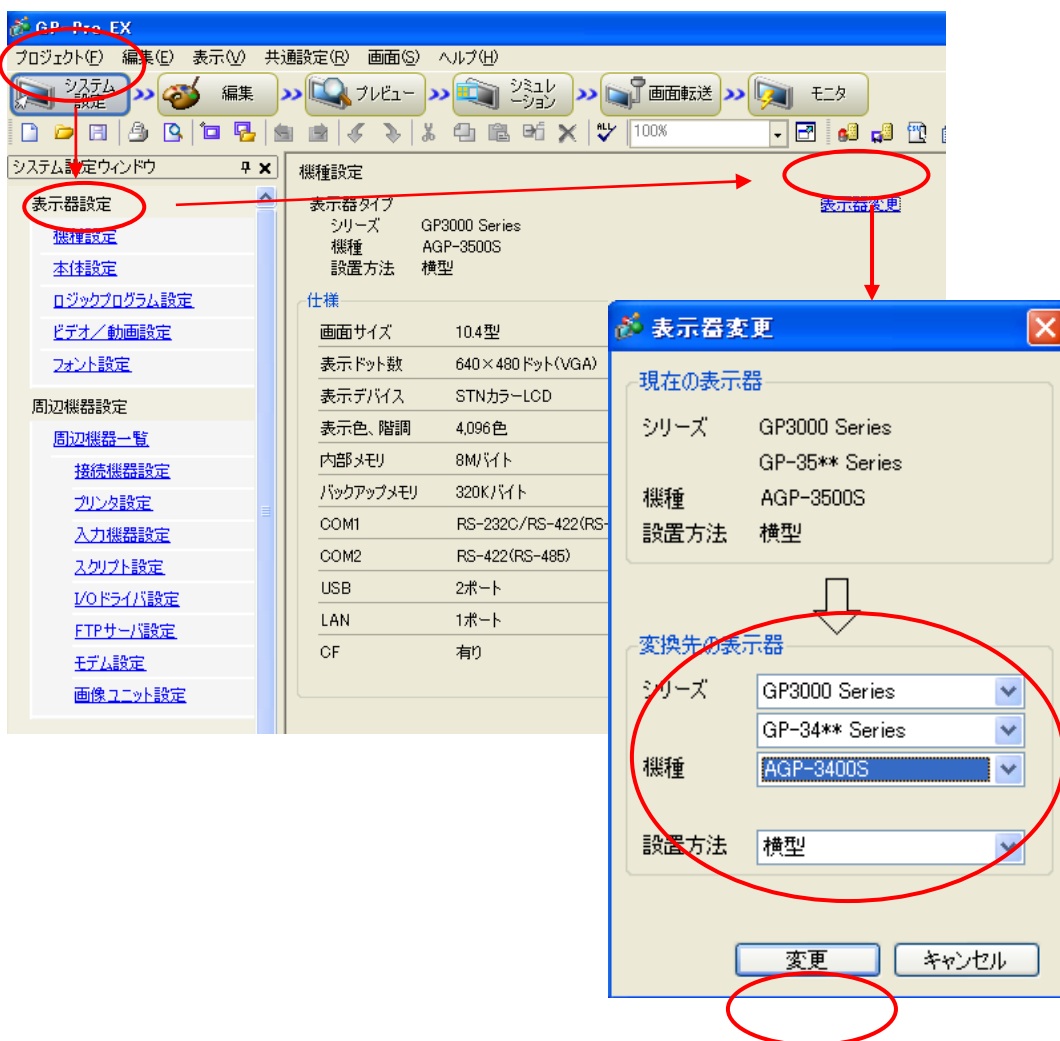 GP-Pro EX
プロジェクト(F) 編集(E) 表示(V) 共通設定(R) 画面(S) ヘルプ(H)
システム設定 >> 編集 >> プレビュー >> シミュレーション >> 画面転送 >> モニタ
100%
システム設定ウィンドウ
表示器設定
機種設定
本体設定
ロジックプログラム設定
ビデオ／動画設定
フォント設定
周辺機器設定
周辺機器一覧
接続機器設定
プリンタ設定
入力機器設定
スクリプト設定
I/Oドライバ設定
FTPサーバ設定
モデム設定
画像ユニット設定
機種設定
表示器タイプ
表示器変更
シリーズ GP3000 Series
機種 AGP-3500S
設置方法 横型
仕様
画面サイズ 10.4型
表示ドット数 640×480ドット(VGA)
表示デバイス STNカラーLCD
表示色、階調 4,096色
内部メモリ 8Mバイト
バックアップメモリ 320Kバイト
COM1 RS-232C/RS-422(RS-
COM2 RS-422(RS-485)
USB 2ポート
LAN 1ポート
CF 有り
表示器変更
現在の表示器
シリーズ GP3000 Series
GP-35** Series
機種 AGP-3500S
設置方法 横型
変換先の表示器
シリーズ GP3000 Series
GP-34** Series
機種 AGP-3400S
設置方法 横型
変更 キャンセル